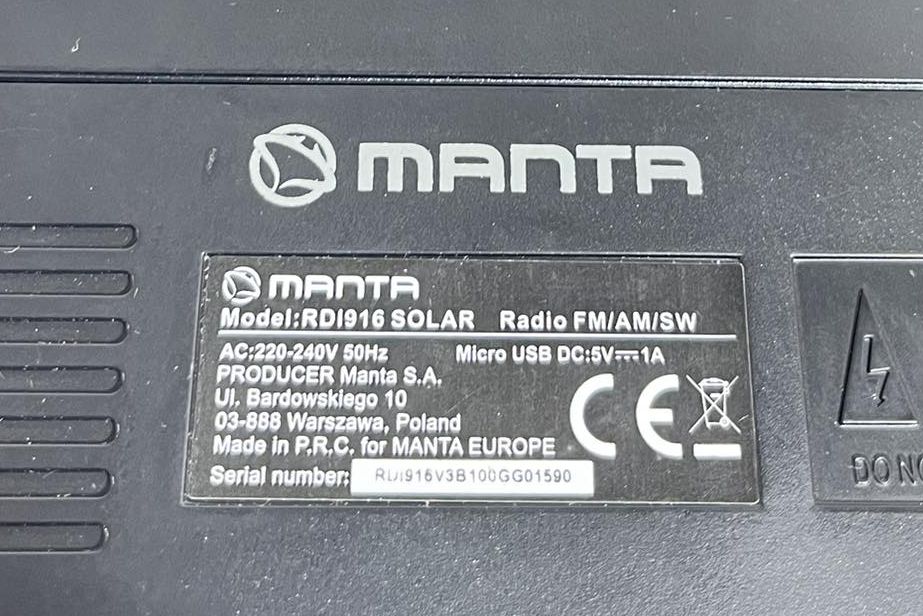 MANTA
MANTA
Model:RDI916 SOLAR Radio FM/AM/SW
AC:220-240V 50Hz Micro USB DC:5V⎓1A
PRODUCER Manta S.A.
Ul. Bardowskiego 10
03-888 Warszawa, Poland
Made in P.R.C. for MANTA EUROPE
CE
Serial number: RDI916V3B100GG01590
DO